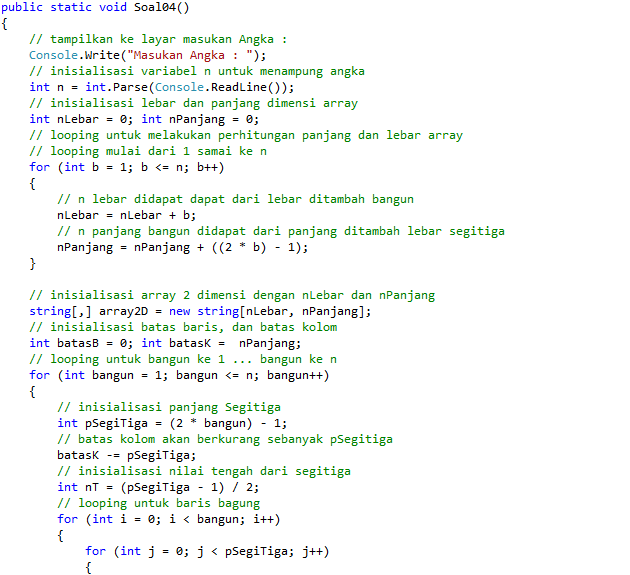 public static void Soal04()
{
// tampilkan ke layar masukan Angka :
Console.Write("Masukan Angka : ");
// inisialisasi variabel n untuk menampung angka
int n = int.Parse(Console.ReadLine());
// inisialisasi lebar dan panjang dimensi array
int nLebar = 0; int nPanjang = 0;
// looping untuk melakukan perhitungan panjang dan lebar array
// looping mulai dari 1 samai ke n
for (int b = 1; b <= n; b++)
{
// n lebar didapat dapat dari lebar ditambah bangun
nLebar = nLebar + b;
// n panjang bangun didapat dari panjang ditambah lebar segitiga
nPanjang = nPanjang + ((2 * b) - 1);
}
// inisialisasi array 2 dimensi dengan nLebar dan nPanjang
string[,] array2D = new string[nLebar, nPanjang];
// inisialisasi batas baris, dan batas kolom
int batasB = 0; int batasK =  nPanjang;
// looping untuk bangun ke 1 ... bangun ke n
for (int bangun = 1; bangun <= n; bangun++)
{
// inisialisasi panjang Segitiga
int pSegiTiga = (2 * bangun) - 1;
// batas kolom akan berkurang sebanyak pSegitiga
batasK -= pSegiTiga;
// inisialisasi nilai tengah dari segitiga
int nT = (pSegiTiga - 1) / 2;
// looping untuk baris bagung
for (int i = 0; i < bangun; i++)
{
for (int j = 0; j < pSegiTiga; j++)
{